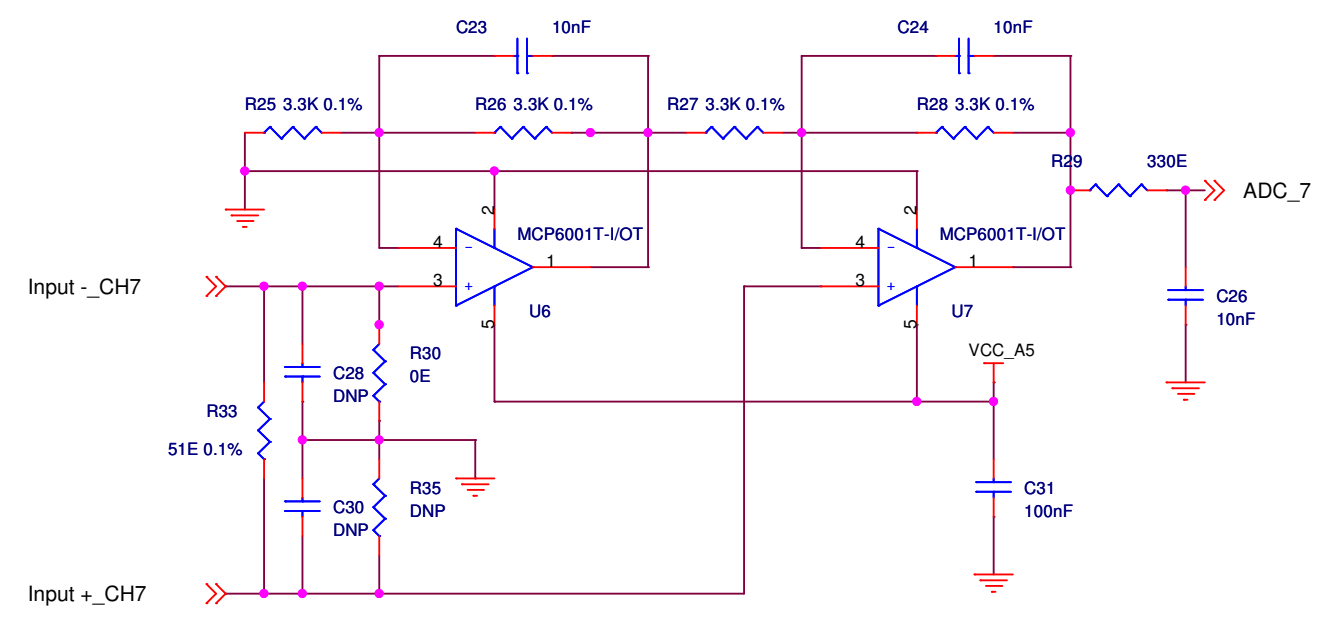 C23 10nF
C24 10nF
R25 3.3K 0.1%
R26 3.3K 0.1%
R27 3.3K 0.1%
R28 3.3K 0.1%
R29 330E
ADC_7
2
MCP6001T-I/OT
4
1
3
5
U6
2
MCP6001T-I/OT
4
1
3
5
U7
Input -_CH7
C26
10nF
VCC_A5
R30
0E
C28
DNP
R33
51E 0.1%
R35
DNP
C30
DNP
C31
100nF
Input +_CH7